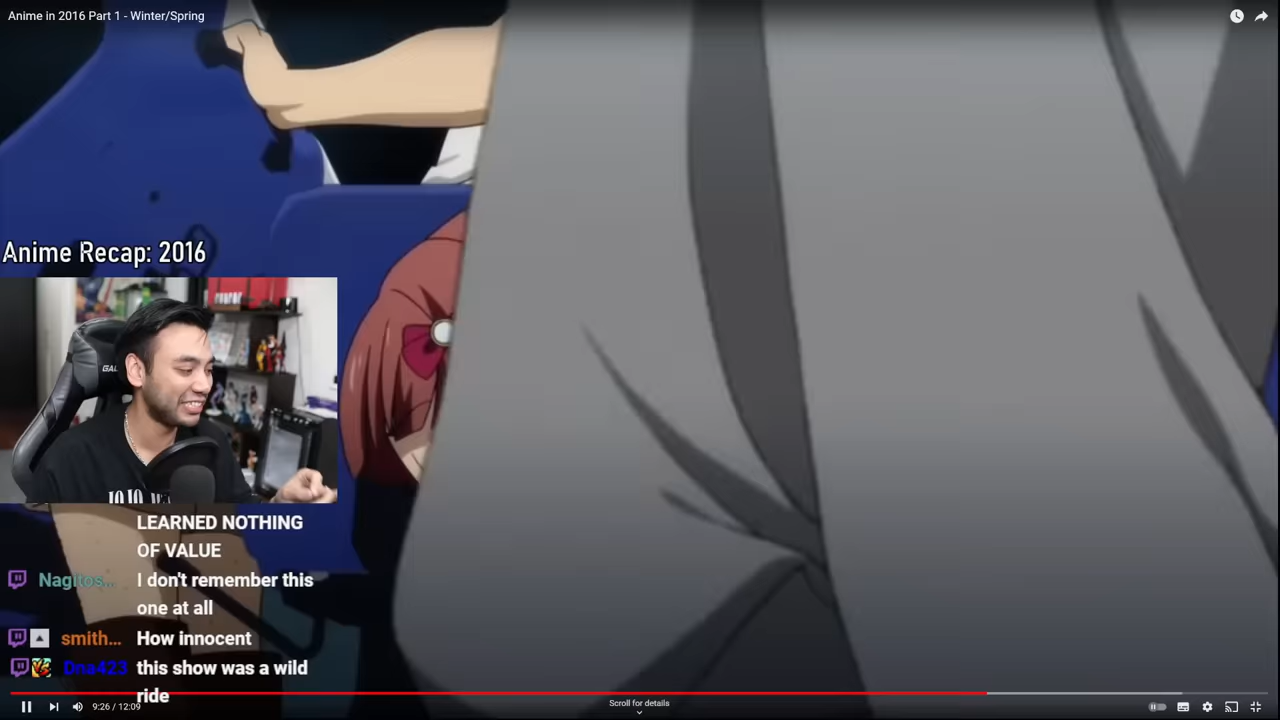 Anime in 2016 Part 1 - Winter/Spring
Anime Recap: 2016
LEARNED NOTHING
OF VALUE
Nagitos... I don't remember this
one at all
smith... How innocent
Dna423 this show was a wild
ride
9:26 / 12:09
Scroll for details